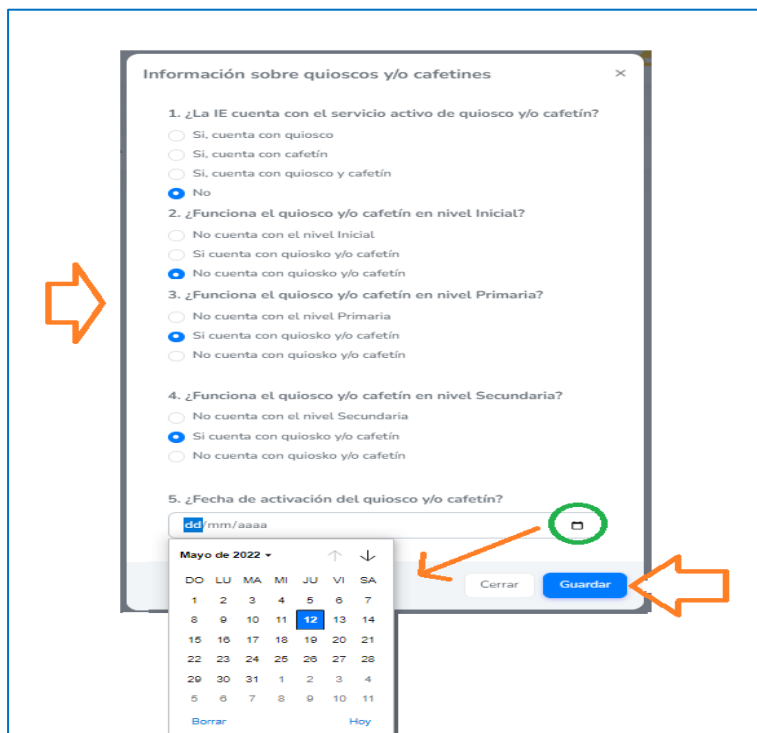 Información sobre quioscos y/o cafetines ×
1. ¿La IE cuenta con el servicio activo de quiosco y/o cafetín?
Si, cuenta con quiosco
Si, cuenta con cafetín
Si, cuenta con quiosco y cafetín
No
2. ¿Funciona el quiosco y/o cafetín en nivel Inicial?
No cuenta con el nivel Inicial
Si cuenta con quiosko y/o cafetín
No cuenta con quiosko y/o cafetín
3. ¿Funciona el quiosco y/o cafetín en nivel Primaria?
No cuenta con el nivel Primaria
Si cuenta con quiosko y/o cafetín
No cuenta con quiosko y/o cafetín
4. ¿Funciona el quiosco y/o cafetín en nivel Secundaria?
No cuenta con el nivel Secundaria
Si cuenta con quiosko y/o cafetín
No cuenta con quiosko y/o cafetín
5. ¿Fecha de activación del quiosco y/o cafetín?
dd/mm/aaaa
Mayo de 2022
DO LU MA MI JU VI SA
1 2 3 4 5 6 7
8 9 10 11 12 13 14
15 16 17 18 19 20 21
22 23 24 25 26 27 28
29 30 31 1 2 3 4
5 6 7 8 9 10 11
Borrar Hoy
Cerrar Guardar